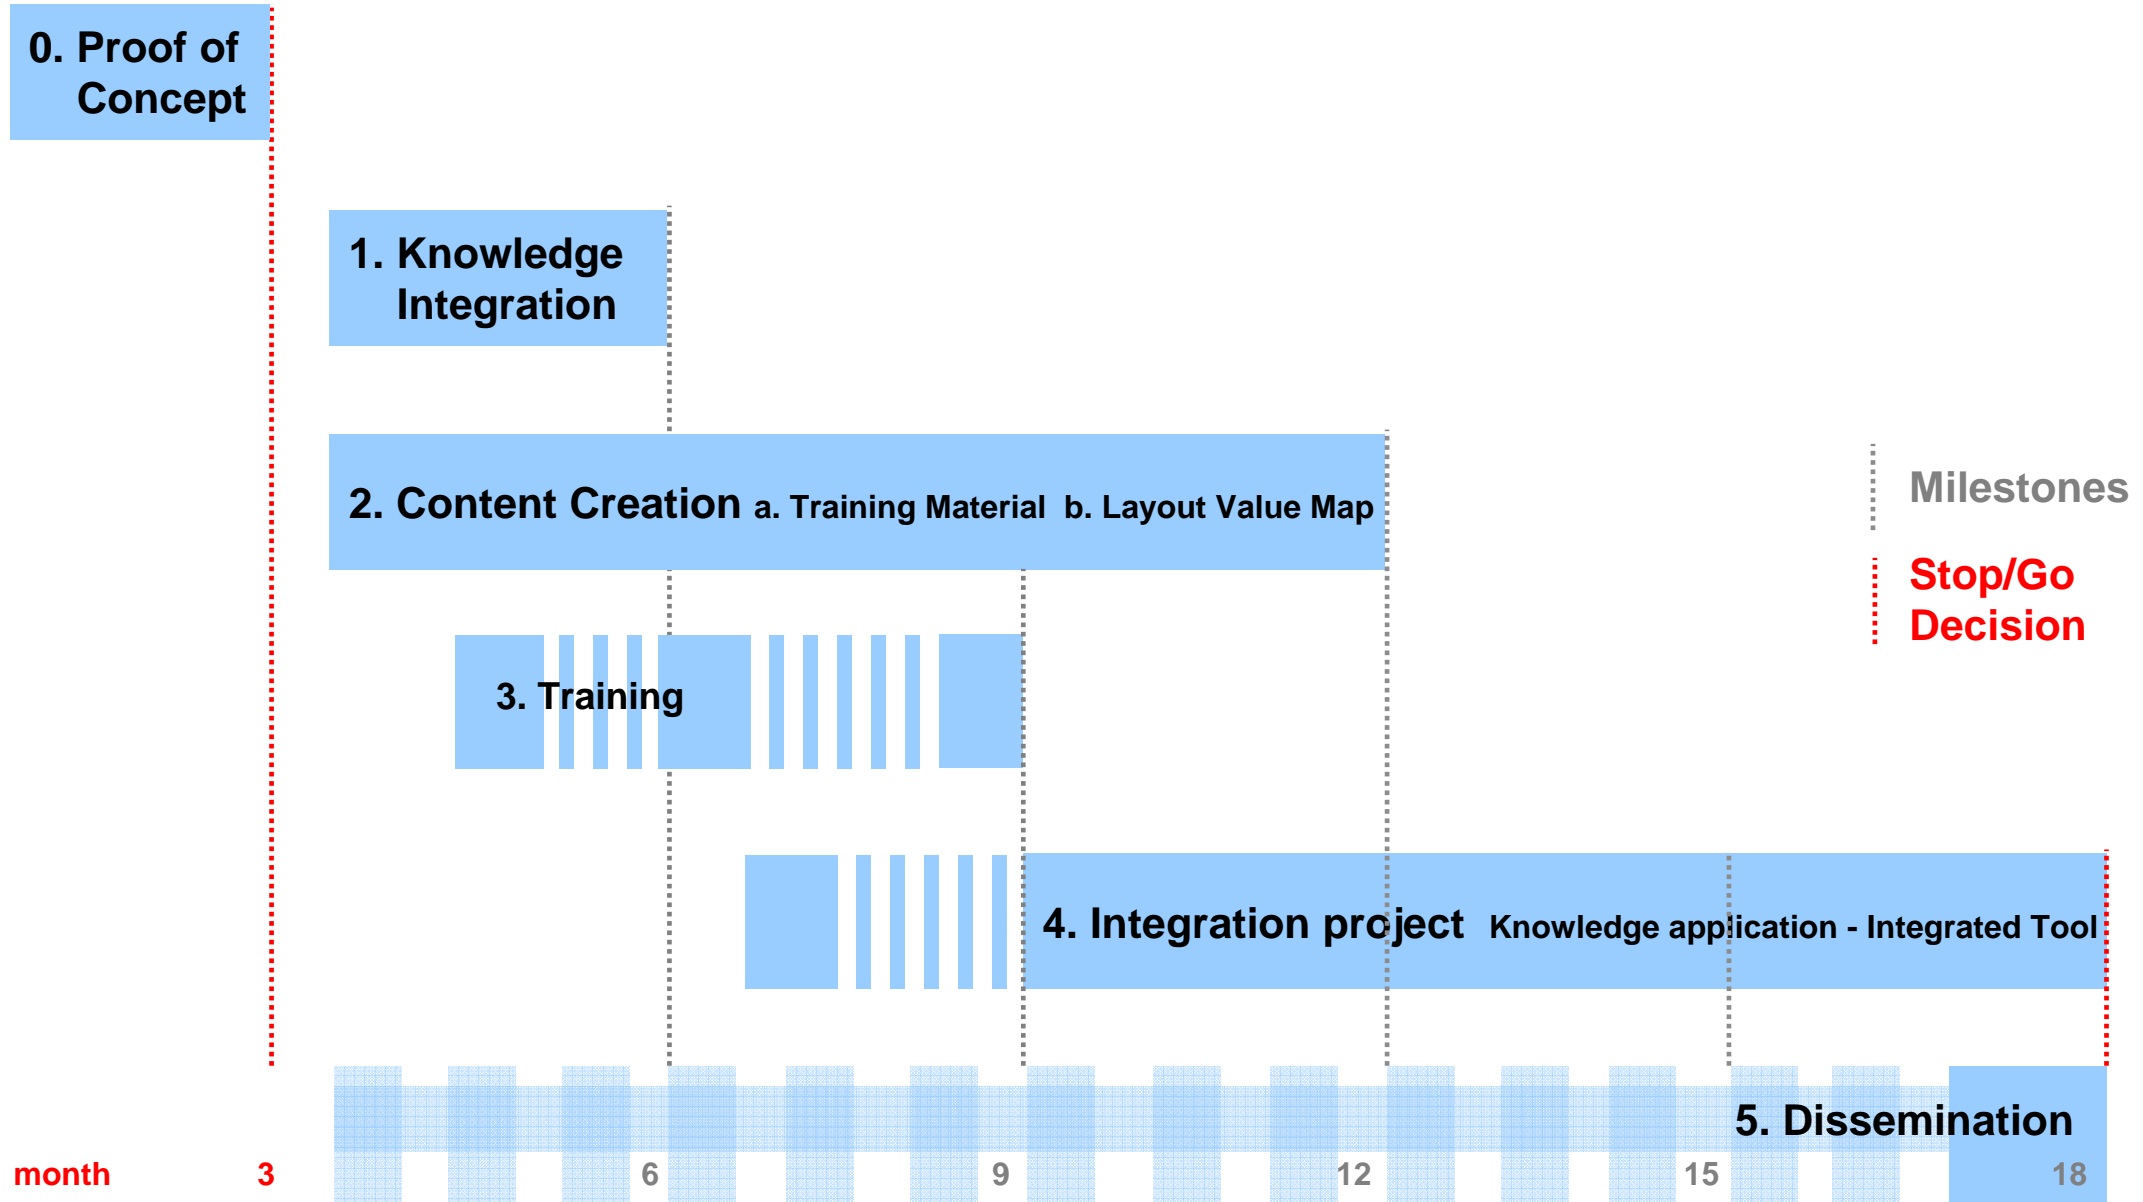 0. Proof of
Concept
1. Knowledge
Integration
2. Content Creation a. Training Material b. Layout Value Map
Milestones
Stop/Go
Decision
3. Training
4. Integration project Knowledge application - Integrated Tool
5. Dissemination
month 3 6 9 12 15 18